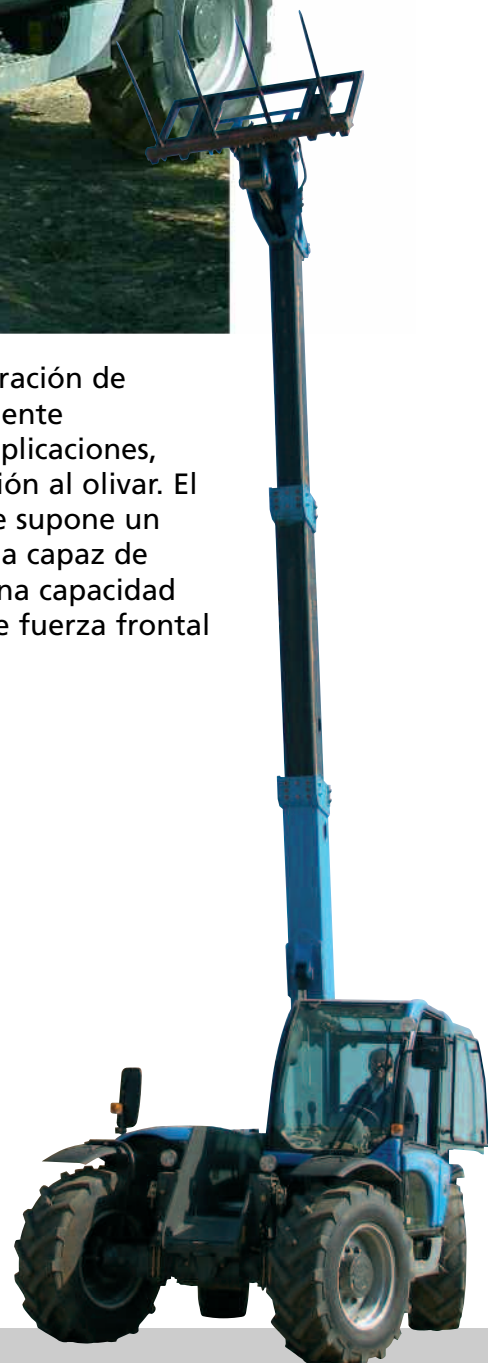 ración de
ente
plicaciones,
ión al olivar. El
e supone un
a capaz de
na capacidad
e fuerza frontal